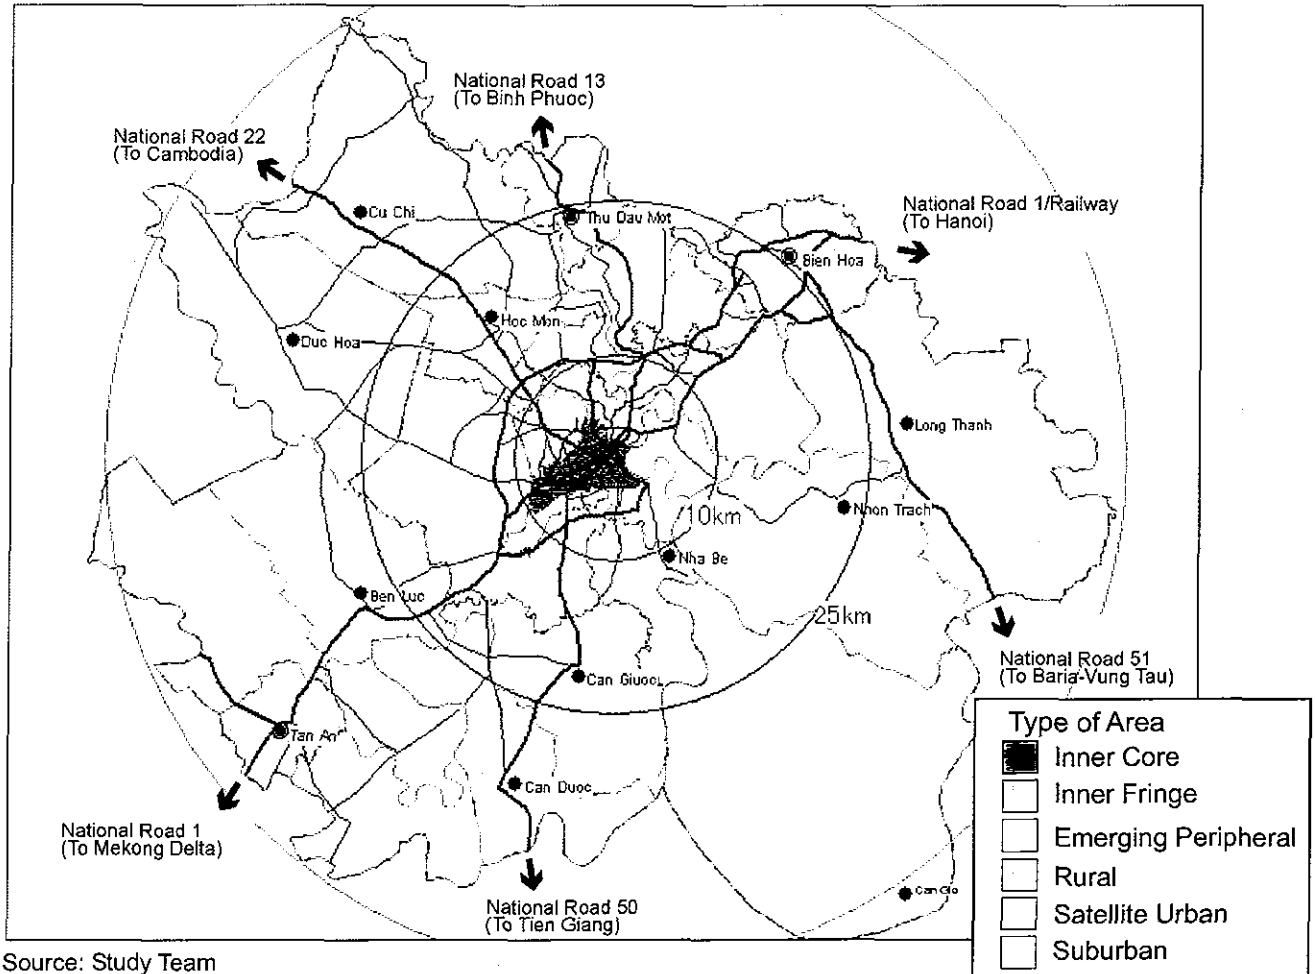 National Road 13
(To Binh Phuoc)
National Road 22
(To Cambodia)
National Road 1/Railway
(To Hanoi)
Cu Chi
Thu Dau Mot
Bien Hoa
Hoc Mon
Duc Hoa
Long Thanh
Nhon Trach
10km
Nha Be
Ben Luc
25km
National Road 51
(To Baria-Vung Tau)
Can Giuoc
Tan An
Can Duoc
National Road 1
(To Mekong Delta)
National Road 50
(To Tien Giang)
Can Gio
Type of Area
Inner Core
Inner Fringe
Emerging Peripheral
Rural
Satellite Urban
Suburban
Source: Study Team